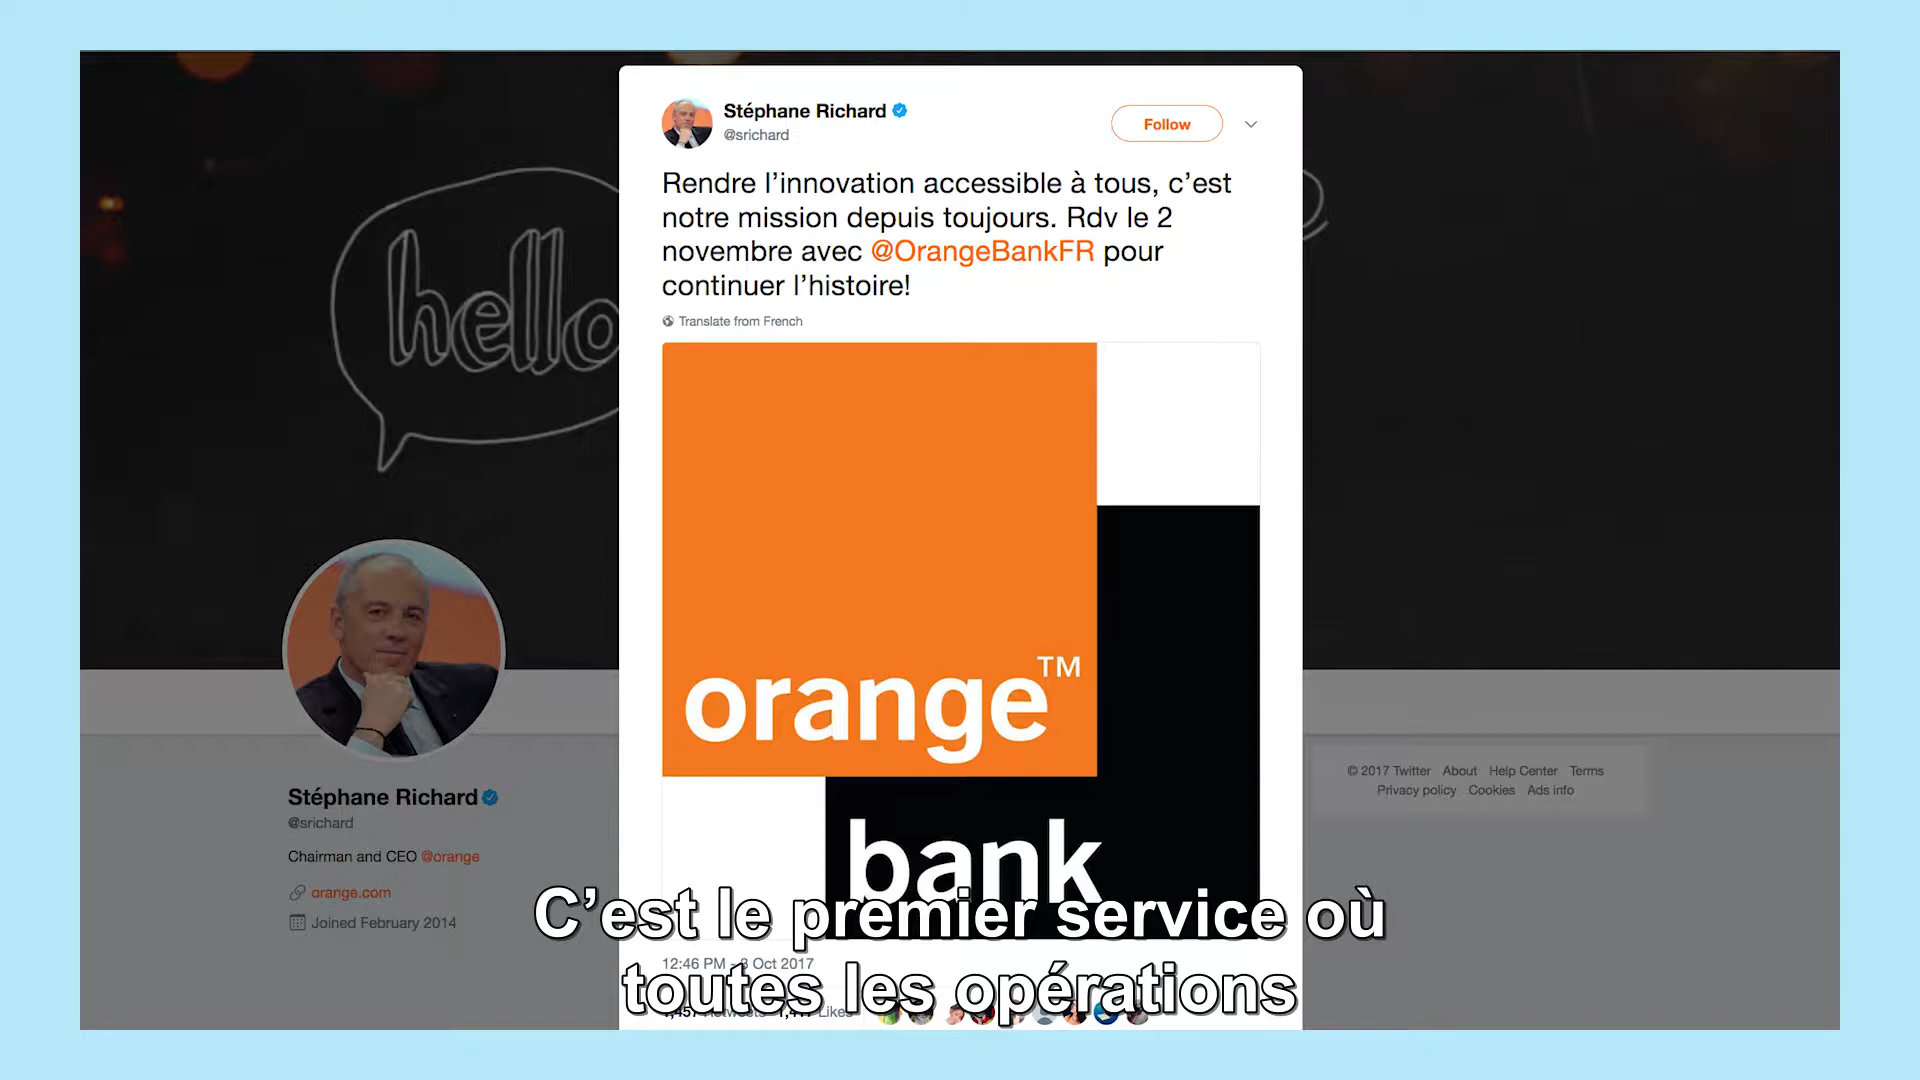 hello
Stéphane Richard
@srichard
Follow
Rendre l’innovation accessible à tous, c’est
notre mission depuis toujours. Rdv le 2
novembre avec @OrangeBankFR pour
continuer l’histoire!
Translate from French
orange™
bank
Stéphane Richard
@srichard
Chairman and CEO @orange
orange.com
Joined February 2014
© 2017 Twitter About Help Center Terms
Privacy policy Cookies Ads info
C’est le premier service où
toutes les opérations
12:46 PM - 3 Oct 2017
Retweets Likes